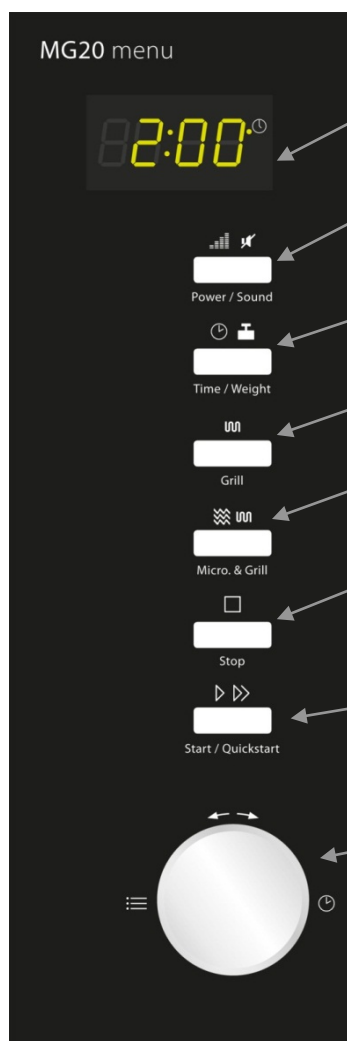 MG20 menu
2:00
Power / Sound
Time / Weight
Grill
Micro. & Grill
Stop
Start / Quickstart